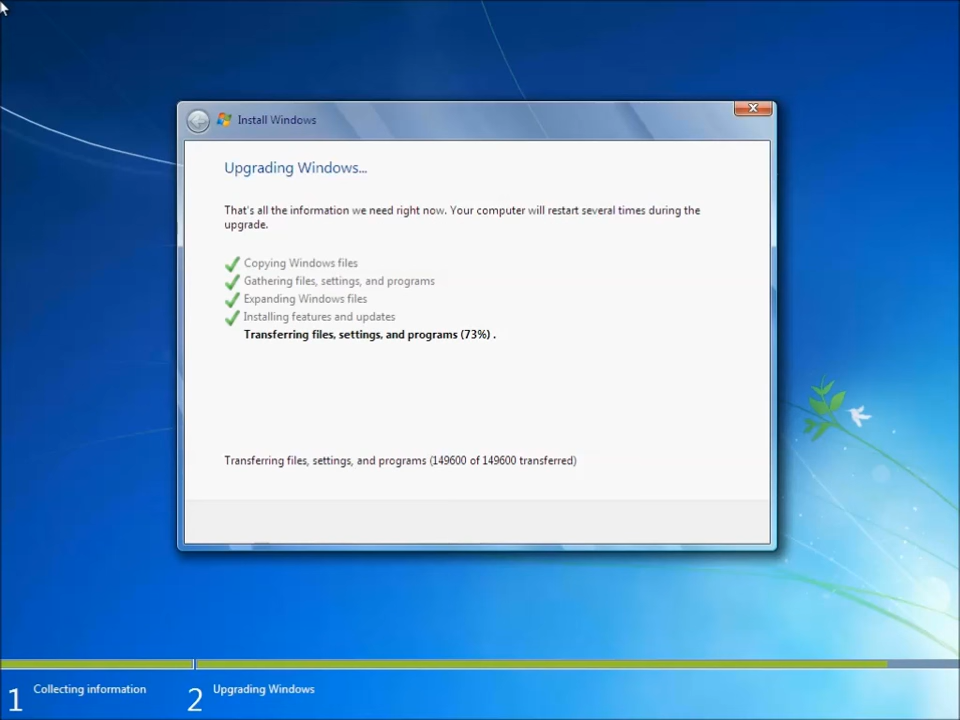 Install Windows
Upgrading Windows...
That's all the information we need right now. Your computer will restart several times during the
upgrade.
Copying Windows files
Gathering files, settings, and programs
Expanding Windows files
Installing features and updates
Transferring files, settings, and programs (73%) .
Transferring files, settings, and programs (149600 of 149600 transferred)
1 Collecting information 2 Upgrading Windows